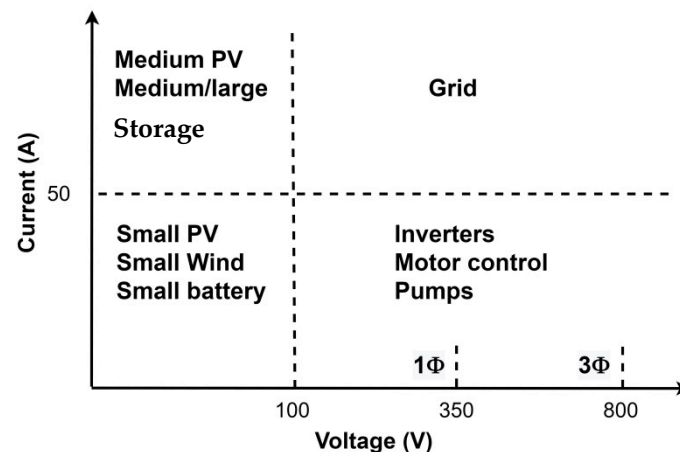 Medium PV
Medium/large
Storage
Grid
Current (A)
50
Small PV
Small Wind
Small battery
Inverters
Motor control
Pumps
1Φ
3Φ
100
350
800
Voltage (V)